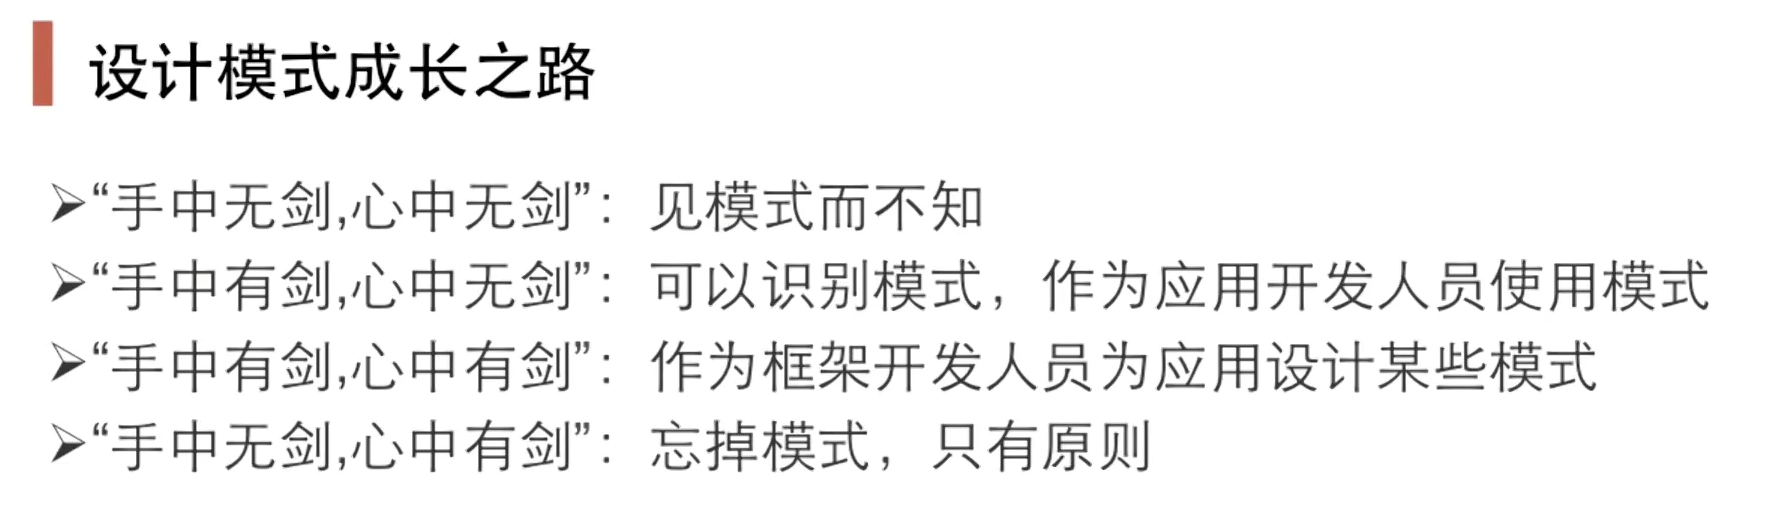 设计模式成长之路
➢“手中无剑,心中无剑”：见模式而不知
➢“手中有剑,心中无剑”：可以识别模式，作为应用开发人员使用模式
➢“手中有剑,心中有剑”：作为框架开发人员为应用设计某些模式
➢“手中无剑,心中有剑”：忘掉模式，只有原则